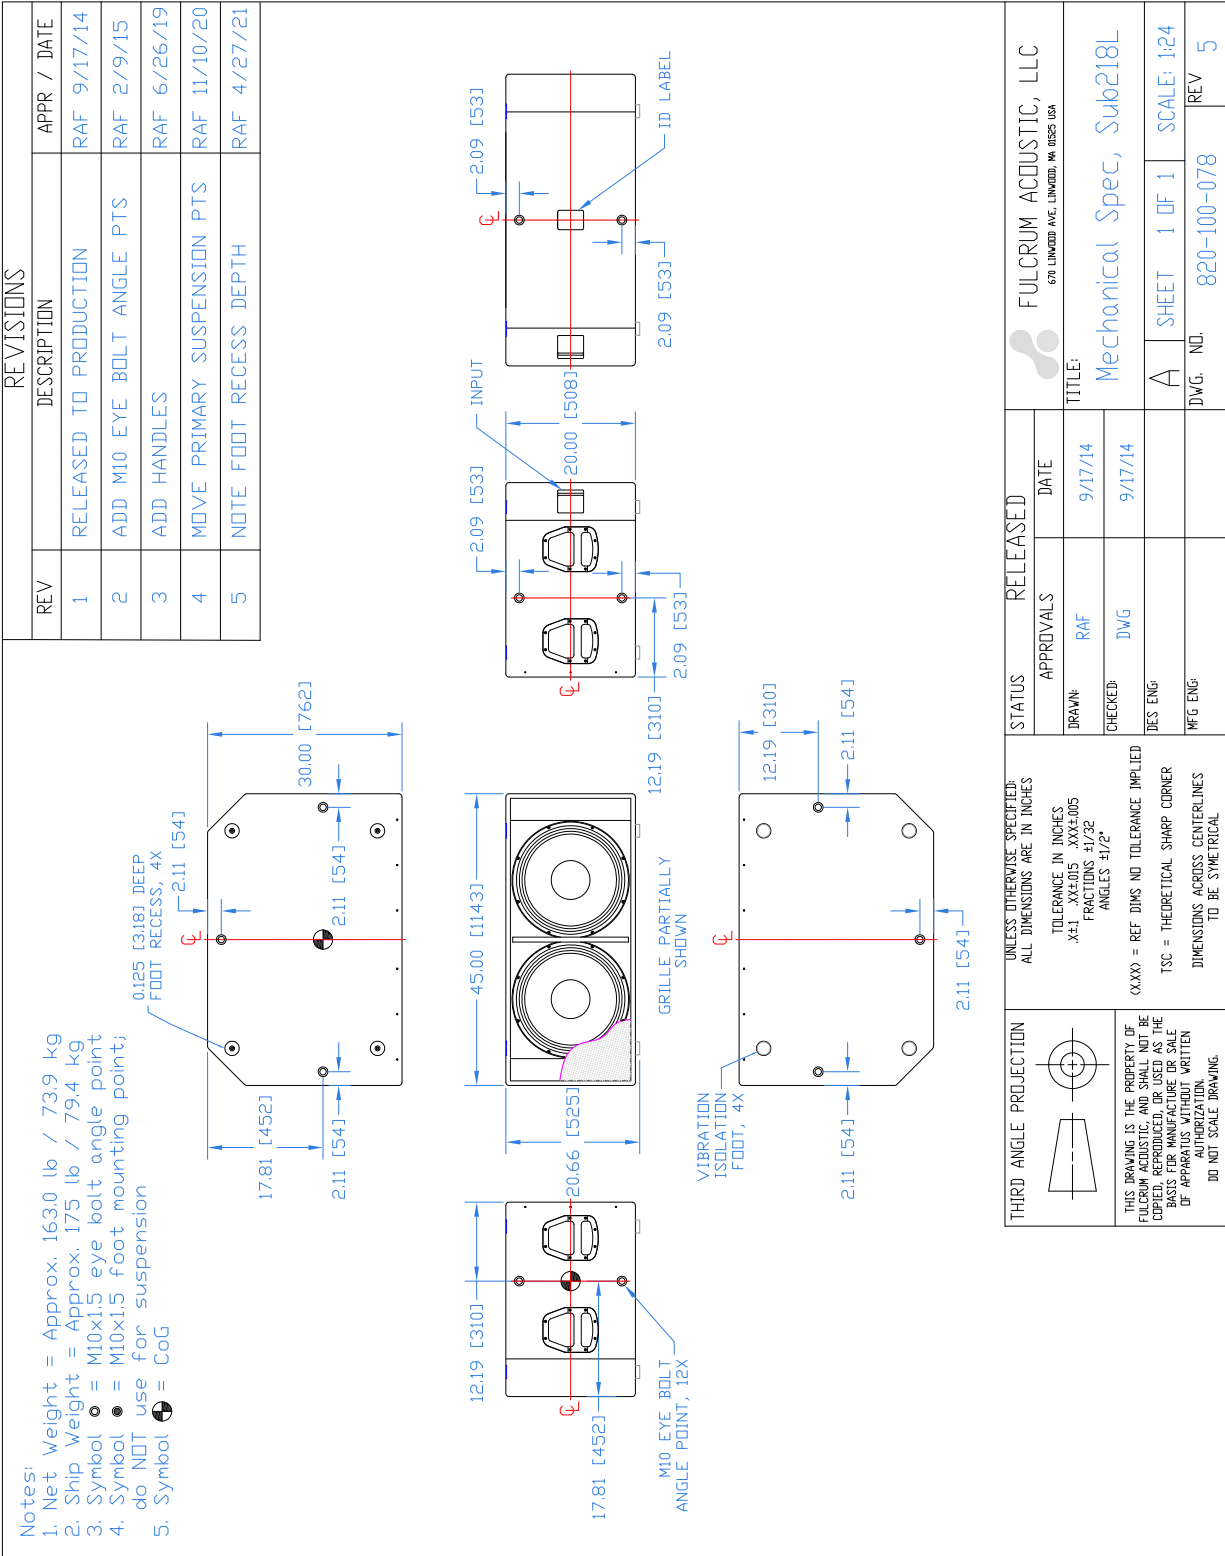 Notes:
1. Net Weight = Approx. 163.0 lb / 73.9 kg
2. Ship Weight = Approx. 175 lb / 79.4 kg
3. Symbol = M10x1.5 eye bolt angle point
4. Symbol = M10x1.5 foot mounting point;
do NOT use for suspension
5. Symbol = CoG
REVISIONS
REV DESCRIPTION APPR / DATE
1 RELEASED TO PRODUCTION RAF 9/17/14
2 ADD M10 EYE BOLT ANGLE PTS RAF 2/9/15
3 ADD HANDLES RAF 6/26/19
4 MOVE PRIMARY SUSPENSION PTS RAF 11/10/20
5 NOTE FOOT RECESS DEPTH RAF 4/27/21
0.125 [3.18] DEEP
FOOT RECESS, 4X
2.11 [54]
CL
17.81 [452]
30.00 [762]
2.11 [54]
2.11 [54]
12.19 [310]
CL
17.81 [452]
M10 EYE BOLT
ANGLE POINT, 12X
45.00 [1143]
20.66 [525]
GRILLE PARTIALLY
SHOWN
2.09 [53]
INPUT
CL
20.00 [508]
12.19 [310]
2.09 [53]
2.09 [53]
CL
ID LABEL
2.09 [53]
VIBRATION
ISOLATION
FOOT, 4X
CL
12.19 [310]
2.11 [54]
2.11 [54]
2.11 [54]
THIRD ANGLE PROJECTION
THIS DRAWING IS THE PROPERTY OF
FULCRUM ACOUSTIC, AND SHALL NOT BE
COPIED, REPRODUCED, OR USED AS THE
BASIS FOR MANUFACTURE OR SALE
OF APPARATUS WITHOUT WRITTEN
AUTHORIZATION.
DO NOT SCALE DRAWING.
UNLESS OTHERWISE SPECIFIED:
ALL DIMENSIONS ARE IN INCHES
TOLERANCE IN INCHES
.X±.1 .XX±.015 .XXX±.005
FRACTIONS ±1/32
ANGLES ±1/2°
(X.XX) = REF DIMS NO TOLERANCE IMPLIED
TSC = THEORETICAL SHARP CORNER
DIMENSIONS ACROSS CENTERLINES
TO BE SYMETRICAL
STATUS RELEASED
APPROVALS DATE
DRAWN: RAF 9/17/14
CHECKED: DWG 9/17/14
DES ENG:
MFG ENG:
FULCRUM ACOUSTIC, LLC
670 LINWOOD AVE, LINWOOD, MA 01525 USA
TITLE:
Mechanical Spec, Sub218L
A SHEET 1 OF 1 SCALE: 1:24
DWG. NO. 820-100-078 REV 5